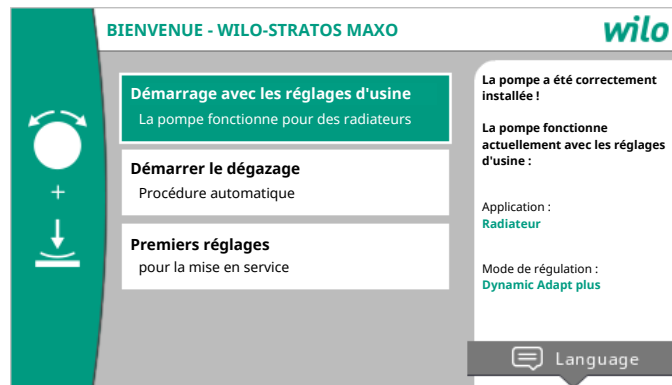 BIENVENUE - WILO-STRATOS MAXO
wilo
Démarrage avec les réglages d'usine
La pompe fonctionne pour des radiateurs
Démarrer le dégazage
Procédure automatique
Premiers réglages
pour la mise en service
+
La pompe a été correctement
installée !
La pompe fonctionne
actuellement avec les réglages
d'usine :
Application :
Radiateur
Mode de régulation :
Dynamic Adapt plus
Language